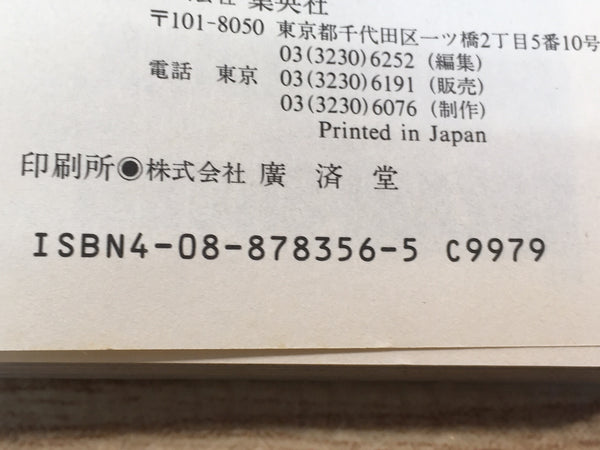 集英社
〒101-8050 東京都千代田区一ツ橋2丁目5番10号
03(3230)6252(編集)
電話 東京 03(3230)6191(販売)
03(3230)6076(制作)
Printed in Japan
印刷所◉株式会社 廣済堂
ISBN4-08-878356-5 C9979